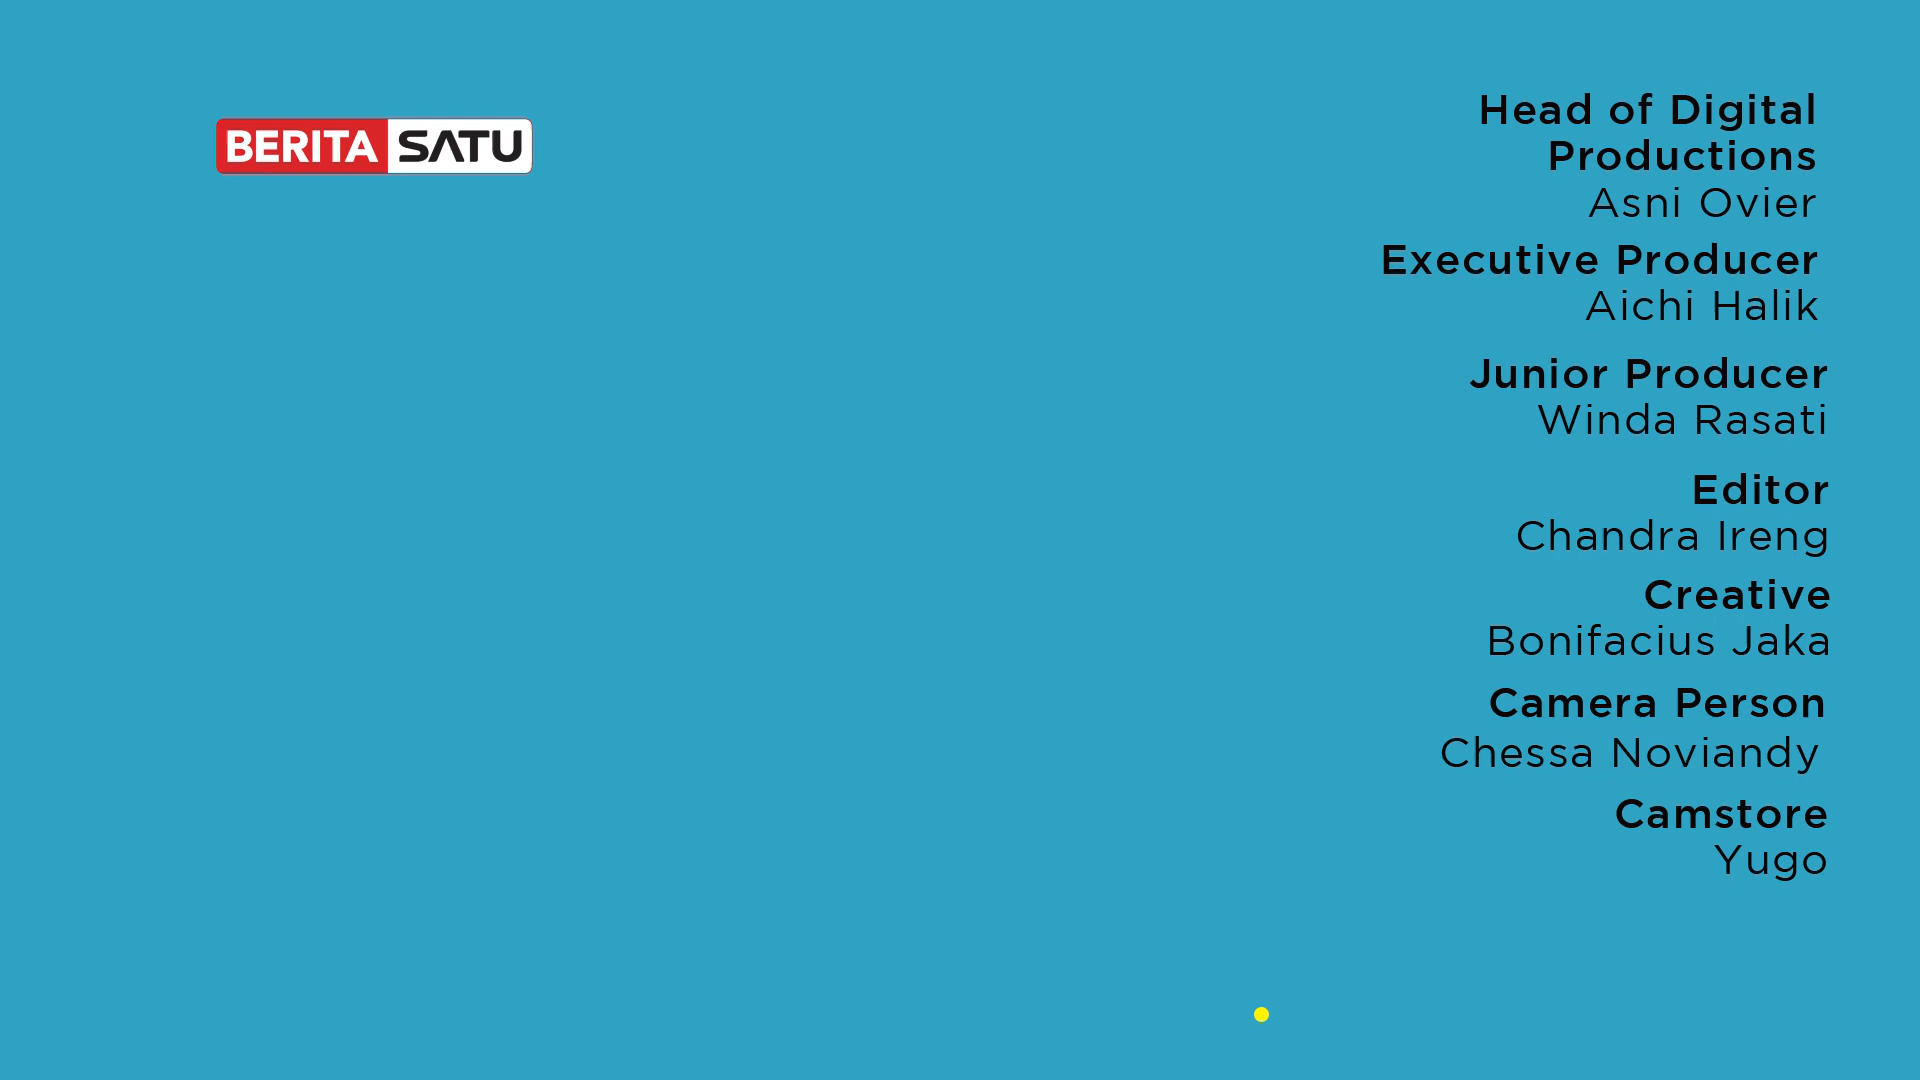 BERITA SATU
Head of Digital
Productions
Asni Ovier
Executive Producer
Aichi Halik
Junior Producer
Winda Rasati
Editor
Chandra Ireng
Creative
Bonifacius Jaka
Camera Person
Chessa Noviandy
Camstore
Yugo